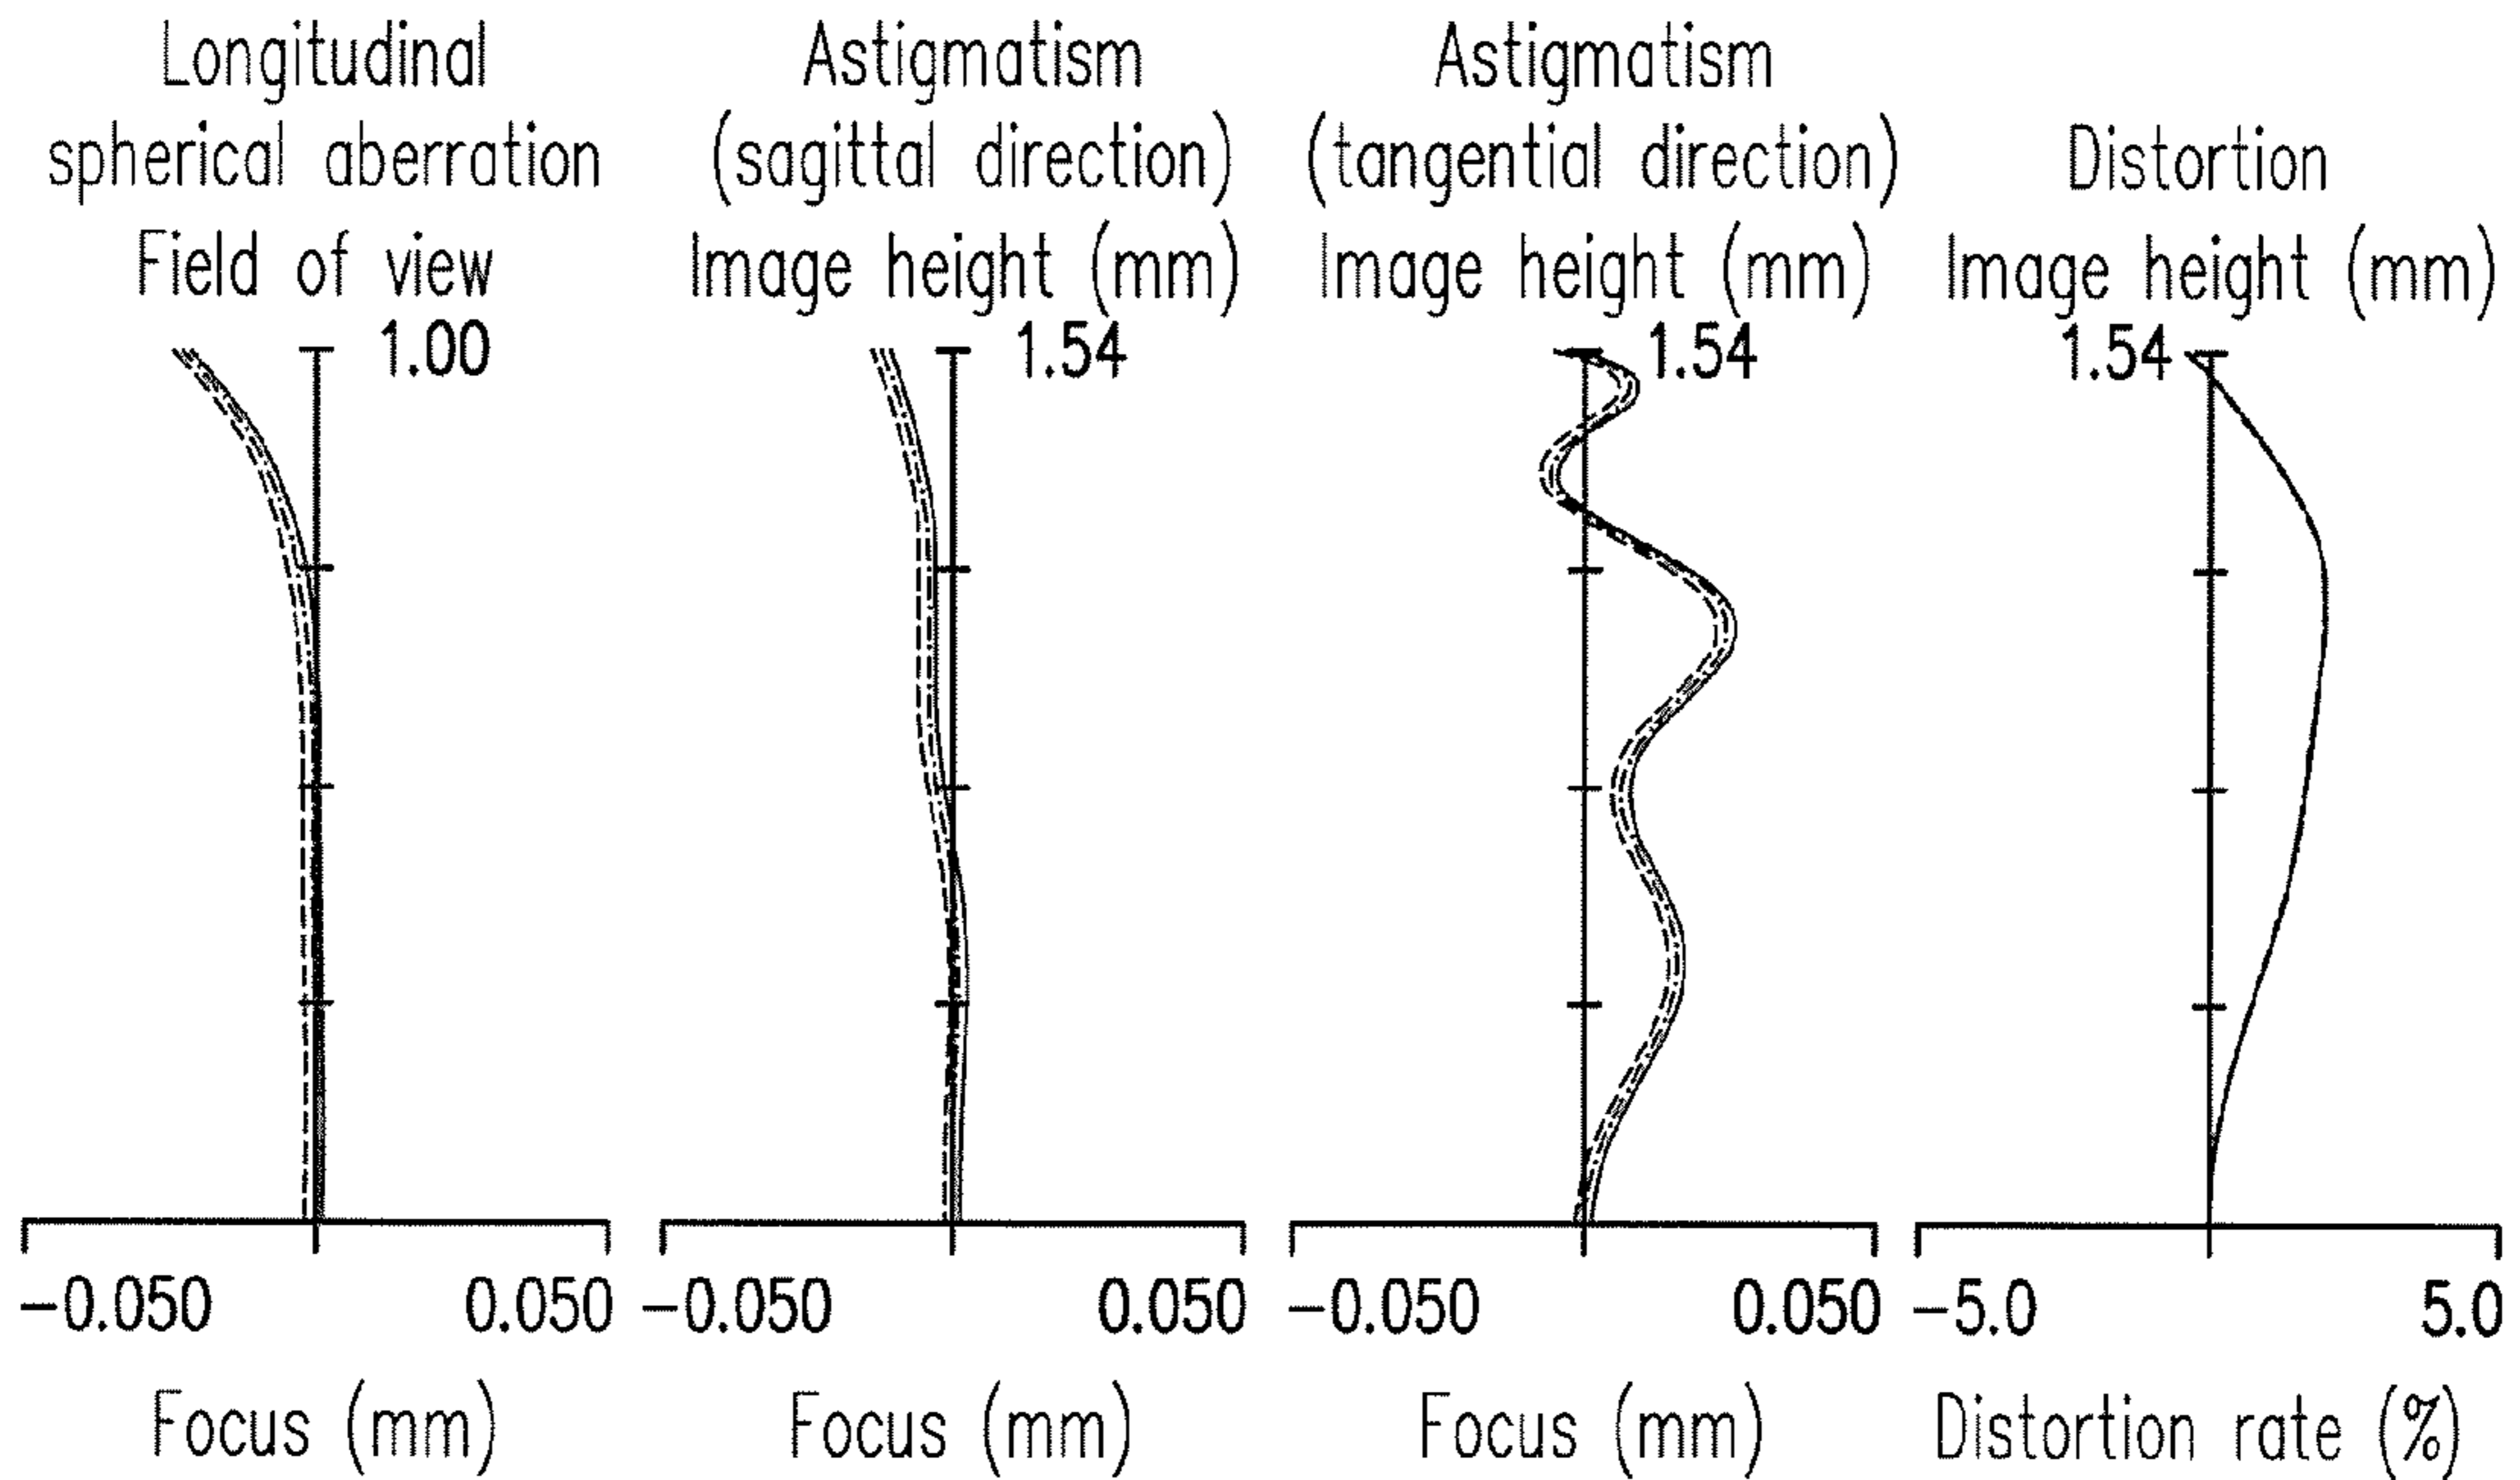 Longitudinal
spherical aberration
Field of view
1.00
-0.050
0.050
Focus (mm)
Astigmatism
(sagittal direction)
Image height (mm)
1.54
-0.050
0.050
Focus (mm)
Astigmatism
(tangential direction)
Image height (mm)
1.54
-0.050
0.050
Focus (mm)
Distortion
Image height (mm)
1.54
-5.0
5.0
Distortion rate (%)